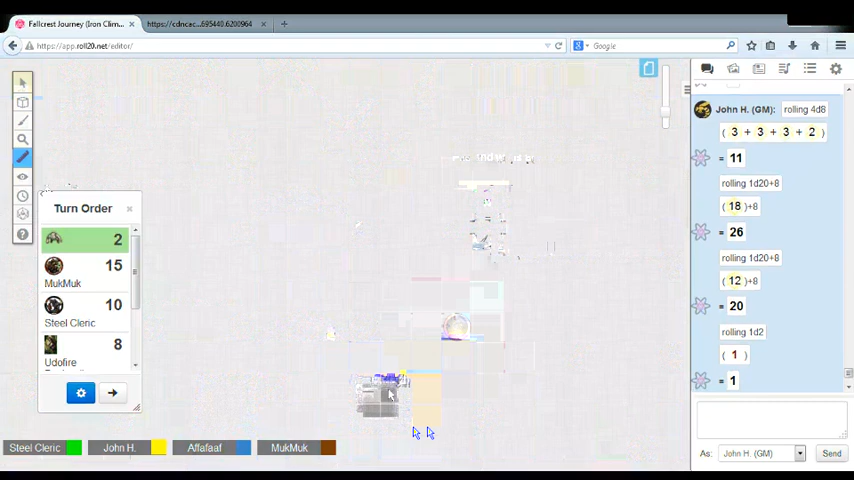 Fallcrest Journey (Iron Clim... ×
https://cdncac...695440.6200964 ×
https://app.roll20.net/editor/
Google
John H. (GM): rolling 4d8
( 3 + 3 + 3 + 2 )
= 11
rolling 1d20+8
( 18 )+8
= 26
rolling 1d20+8
( 12 )+8
= 20
rolling 1d2
( 1 )
= 1
Turn Order ×
2
15
MukMuk
10
Steel Cleric
8
Udofire
Steel Cleric
John H.
Affafaaf
MukMuk
As: John H. (GM)
Send